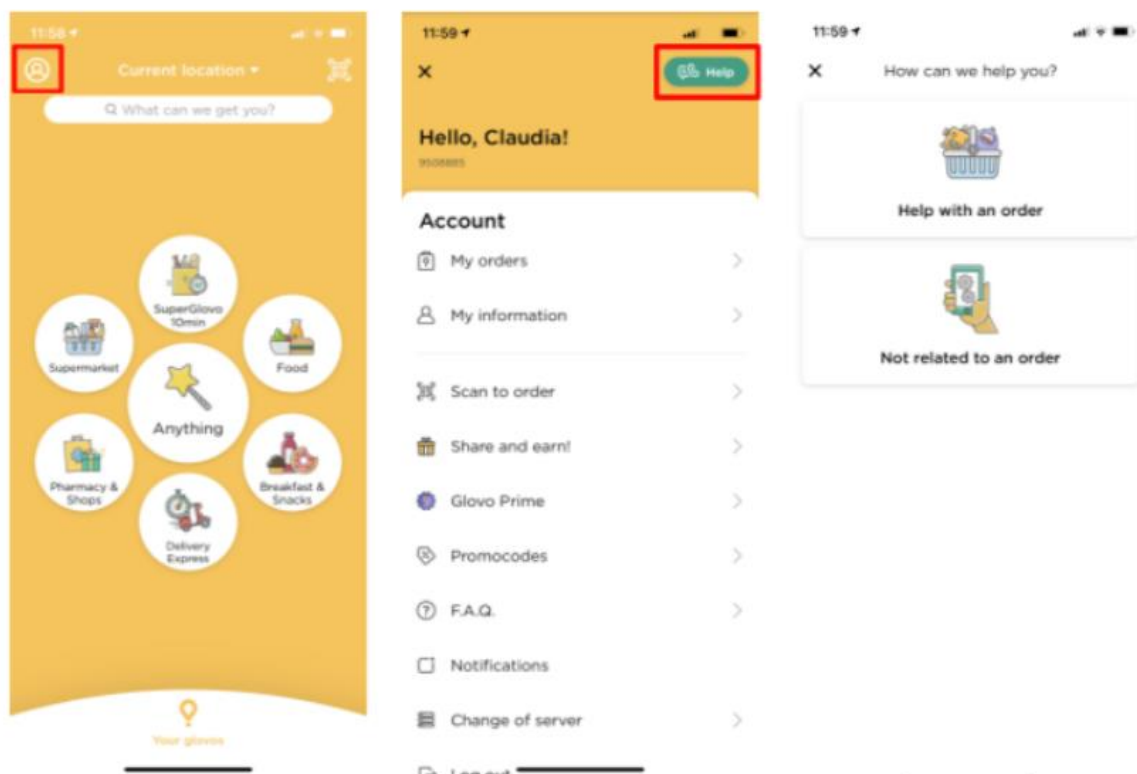 11:58
Current location
What can we get you?
SuperGlovo
10min
Supermarket
Food
Anything
Pharmacy &
Shops
Breakfast &
Snacks
Delivery
Express
Your glovos
11:59
Help
Hello, Claudia!
9508885
Account
My orders
My information
Scan to order
Share and earn!
Glovo Prime
Promocodes
F.A.Q.
Notifications
Change of server
Log out
11:59
How can we help you?
Help with an order
Not related to an order